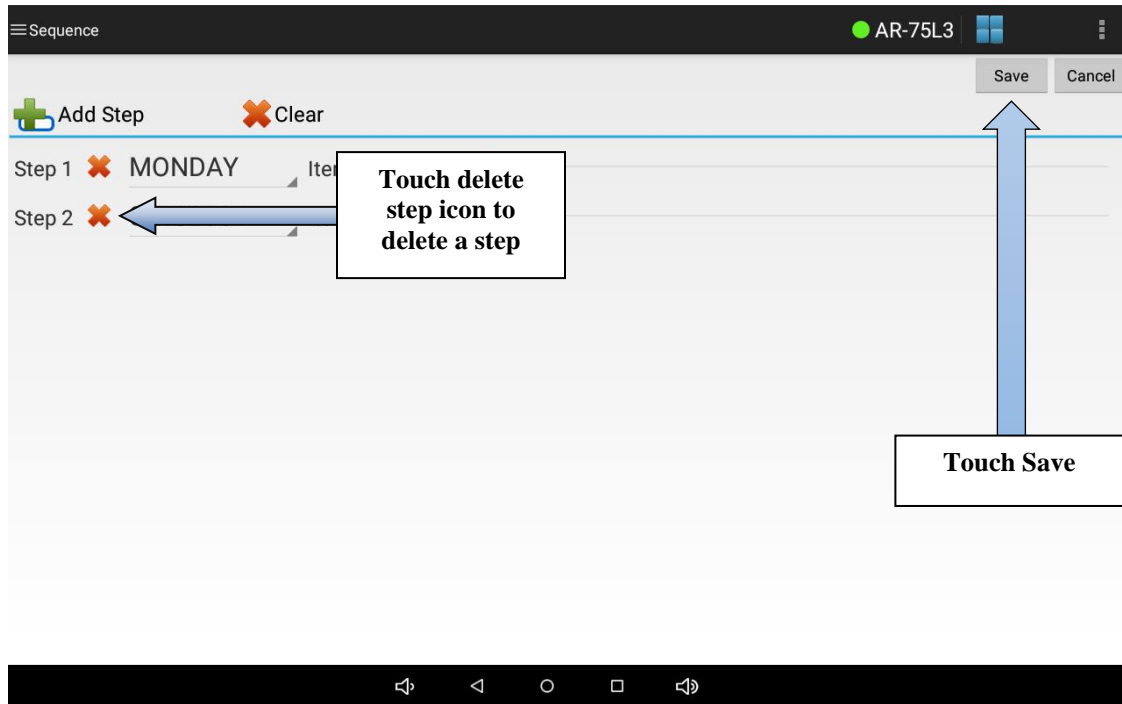 Sequence AR-75L3
Save Cancel
Add Step Clear
Step 1 MONDAY Iter
Step 2
Touch delete
step icon to
delete a step
Touch Save